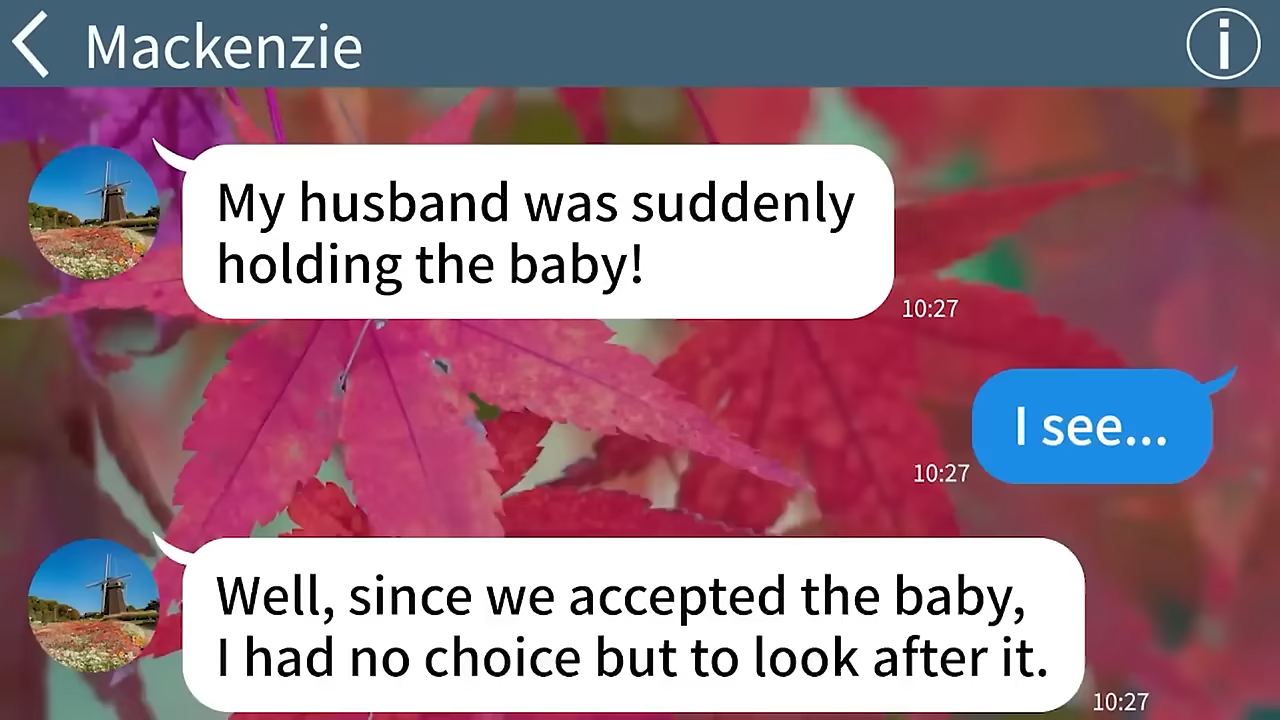 Mackenzie
My husband was suddenly
holding the baby!
10:27
I see...
10:27
Well, since we accepted the baby,
I had no choice but to look after it.
10:27